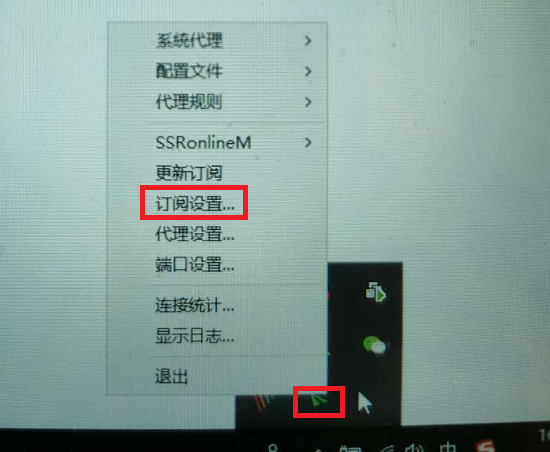 系统代理
配置文件
代理规则
SSRonlineM
更新订阅
订阅设置...
代理设置...
端口设置...
连接统计...
显示日志...
退出
中